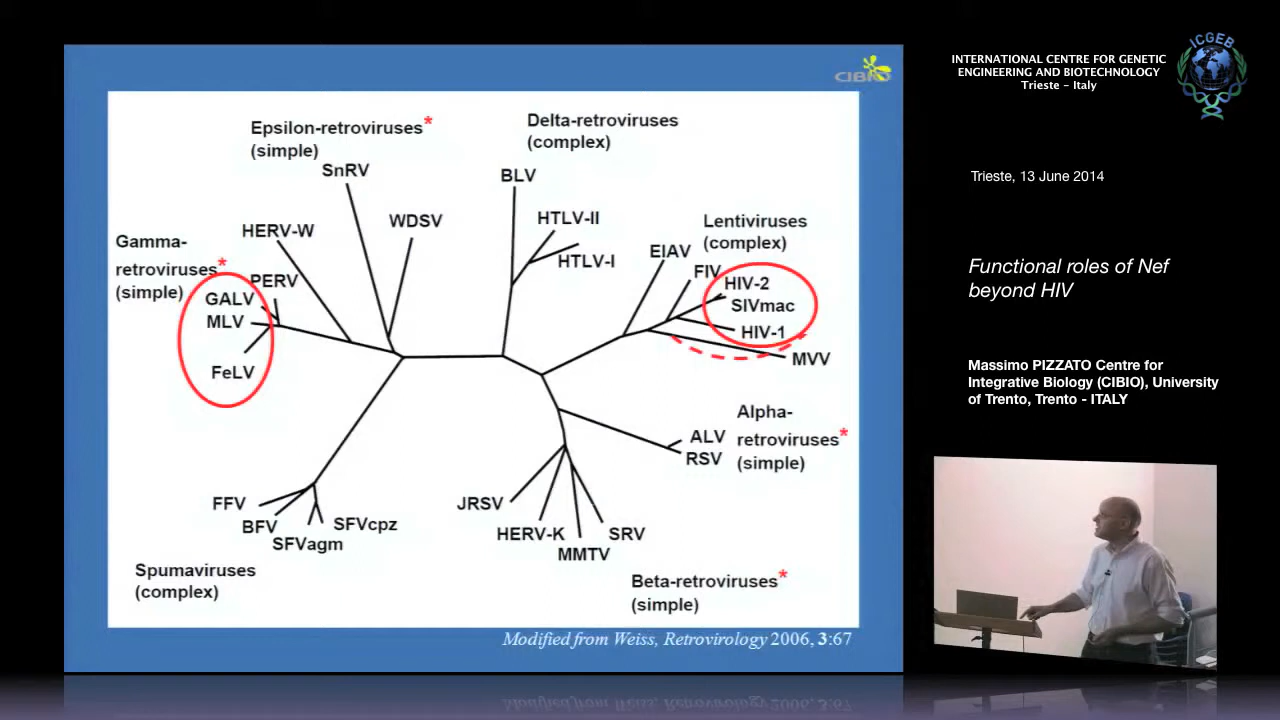 CIBIO
Epsilon-retroviruses*
(simple)
SnRV
WDSV
HERV-W
Gamma-
retroviruses*
(simple)
PERV
GALV
MLV
FeLV
Delta-retroviruses
(complex)
BLV
HTLV-II
HTLV-I
Lentiviruses
(complex)
EIAV
FIV
HIV-2
SIVmac
HIV-1
MVV
Alpha-
retroviruses*
(simple)
ALV
RSV
JRSV
HERV-K
MMTV
SRV
Beta-retroviruses*
(simple)
FFV
BFV
SFVagm
SFVcpz
Spumaviruses
(complex)
Modified from Weiss, Retrovirology 2006, 3:67
INTERNATIONAL CENTRE FOR GENETIC
ENGINEERING AND BIOTECHNOLOGY
Trieste - Italy
ICGEB
Trieste, 13 June 2014
Functional roles of Nef
beyond HIV
Massimo PIZZATO Centre for
Integrative Biology (CIBIO), University
of Trento, Trento - ITALY